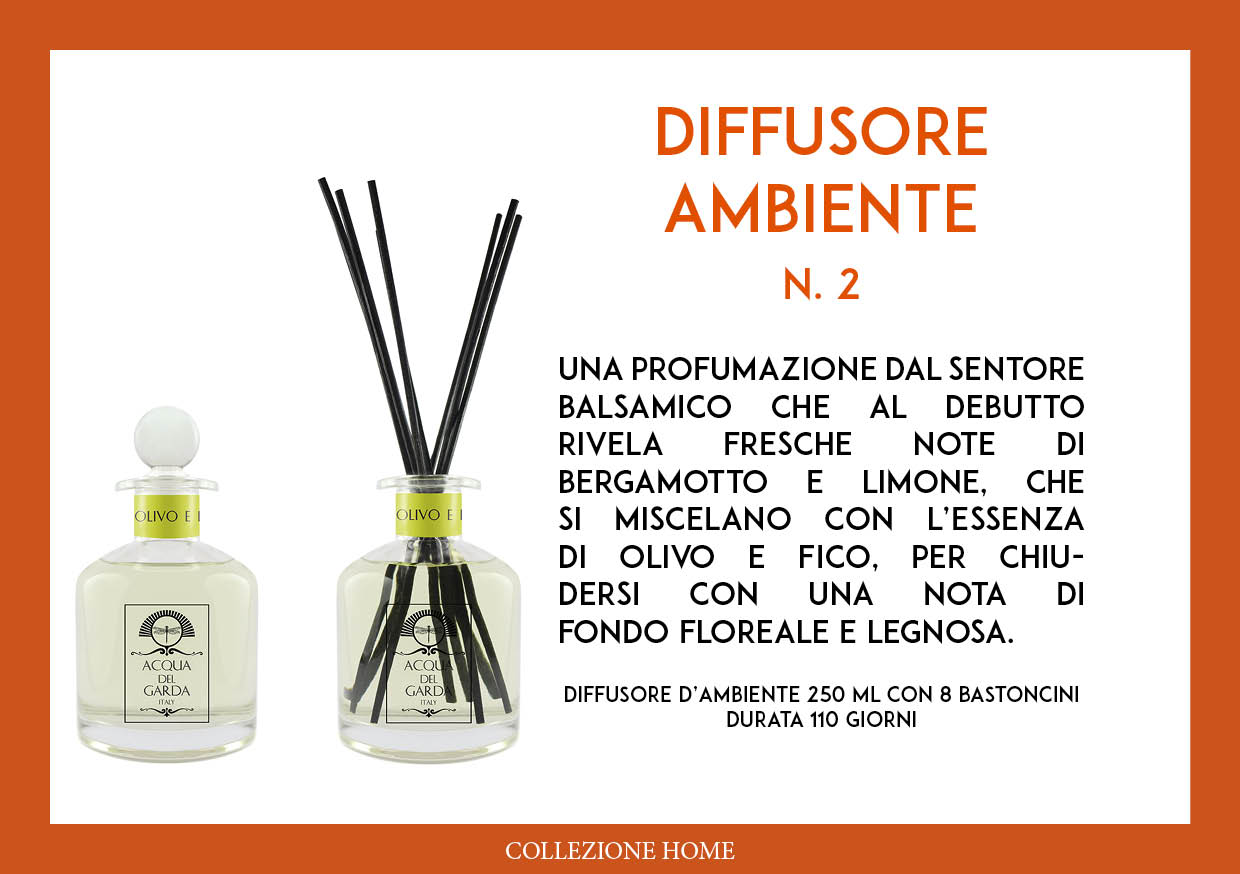 DIFFUSORE
AMBIENTE
N. 2
UNA PROFUMAZIONE DAL SENTORE
BALSAMICO CHE AL DEBUTTO
RIVELA FRESCHE NOTE DI
BERGAMOTTO E LIMONE, CHE
SI MISCELANO CON L'ESSENZA
DI OLIVO E FICO, PER CHIU-
DERSI CON UNA NOTA DI
FONDO FLOREALE E LEGNOSA.
DIFFUSORE D'AMBIENTE 250 ML CON 8 BASTONCINI
DURATA 110 GIORNI
OLIVO E
ACQUA
DEL
GARDA
ITALY
OLIVO E
ACQUA
DEL
GARDA
ITALY
COLLEZIONE HOME